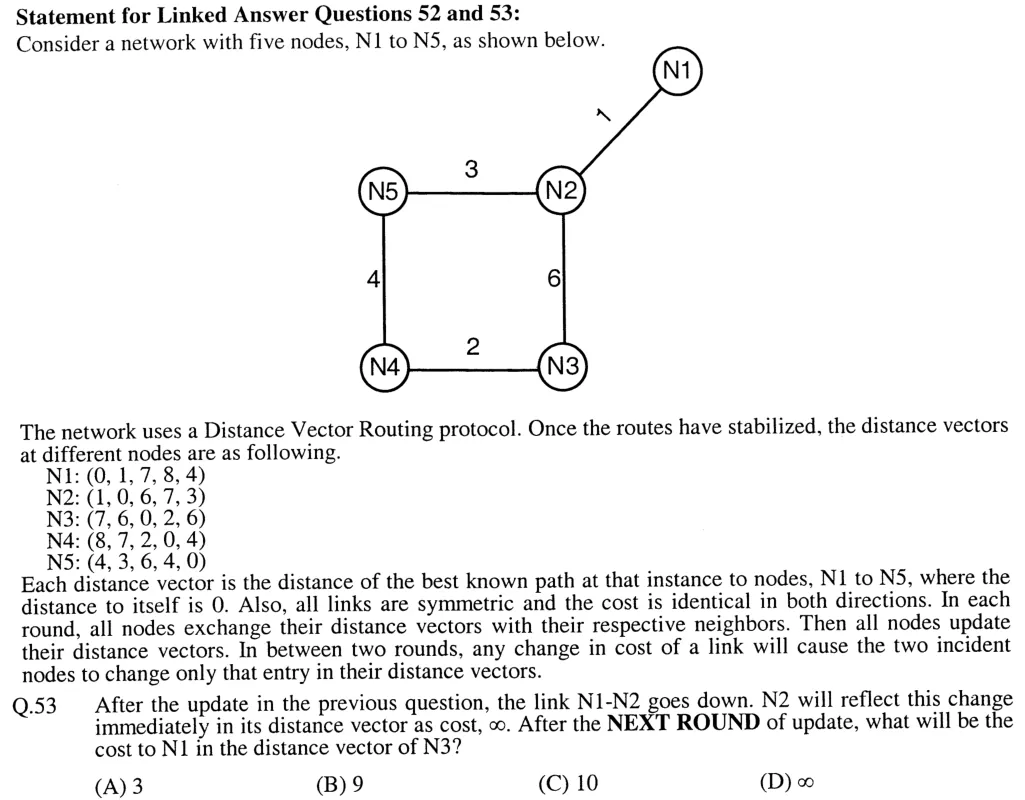 Statement for Linked Answer Questions 52 and 53:
Consider a network with five nodes, N1 to N5, as shown below.
N1
1
3
N5
N2
4
6
2
N4
N3
The network uses a Distance Vector Routing protocol. Once the routes have stabilized, the distance vectors
at different nodes are as following.
N1: (0, 1, 7, 8, 4)
N2: (1, 0, 6, 7, 3)
N3: (7, 6, 0, 2, 6)
N4: (8, 7, 2, 0, 4)
N5: (4, 3, 6, 4, 0)
Each distance vector is the distance of the best known path at that instance to nodes, N1 to N5, where the
distance to itself is 0. Also, all links are symmetric and the cost is identical in both directions. In each
round, all nodes exchange their distance vectors with their respective neighbors. Then all nodes update
their distance vectors. In between two rounds, any change in cost of a link will cause the two incident
nodes to change only that entry in their distance vectors.
Q.53 After the update in the previous question, the link N1-N2 goes down. N2 will reflect this change
immediately in its distance vector as cost, ∞. After the NEXT ROUND of update, what will be the
cost to N1 in the distance vector of N3?
(A) 3 (B) 9 (C) 10 (D) ∞